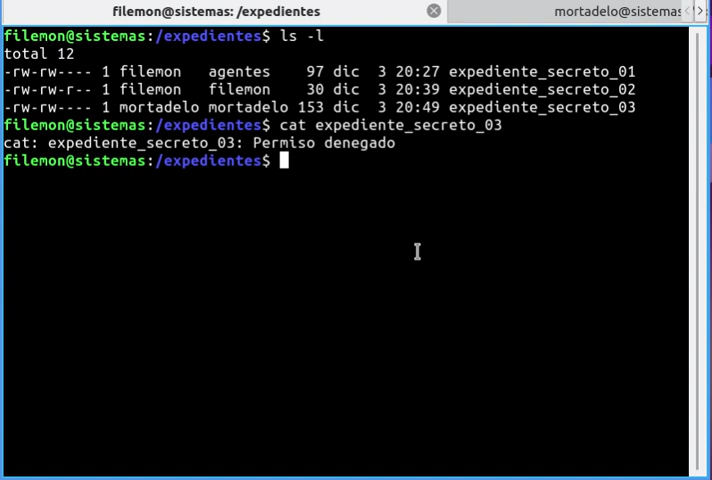 filemon@sistemas: /expedientes
mortadelo@sistemas:
filemon@sistemas:/expedientes$ ls -l
total 12
-rw-rw---- 1 filemon   agentes    97 dic  3 20:27 expediente_secreto_01
-rw-rw-r-- 1 filemon   filemon    30 dic  3 20:39 expediente_secreto_02
-rw-rw---- 1 mortadelo mortadelo 153 dic  3 20:49 expediente_secreto_03
filemon@sistemas:/expedientes$ cat expediente_secreto_03
cat: expediente_secreto_03: Permiso denegado
filemon@sistemas:/expedientes$